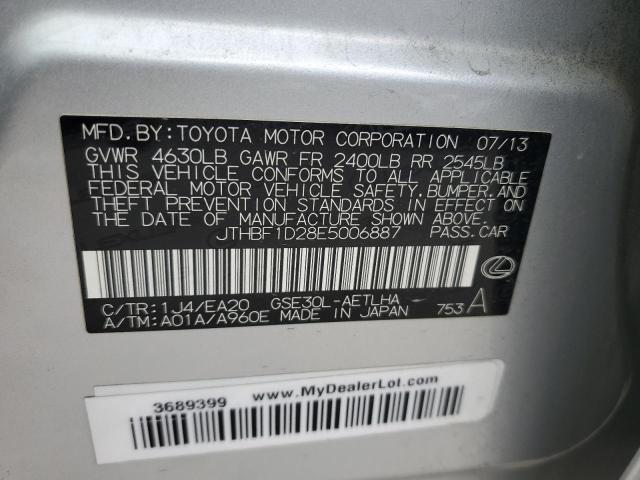 MFD.BY:TOYOTA MOTOR CORPORATION 07/13
GVWR 4630LB GAWR FR 2400LB RR 2545LB
THIS VEHICLE CONFORMS TO ALL APPLICABLE
FEDERAL MOTOR VEHICLE SAFETY, BUMPER, AND
THEFT PREVENTION STANDARDS IN EFFECT ON
THE DATE OF MANUFACTURE SHOWN ABOVE.
JTHBF1D28E5006887 PASS.CAR
C/TR:1J4/EA20 GSE30L-AETLHA
A/TM:A01A/A960E MADE IN JAPAN 753 A
3689399 www.MyDealerLot.com